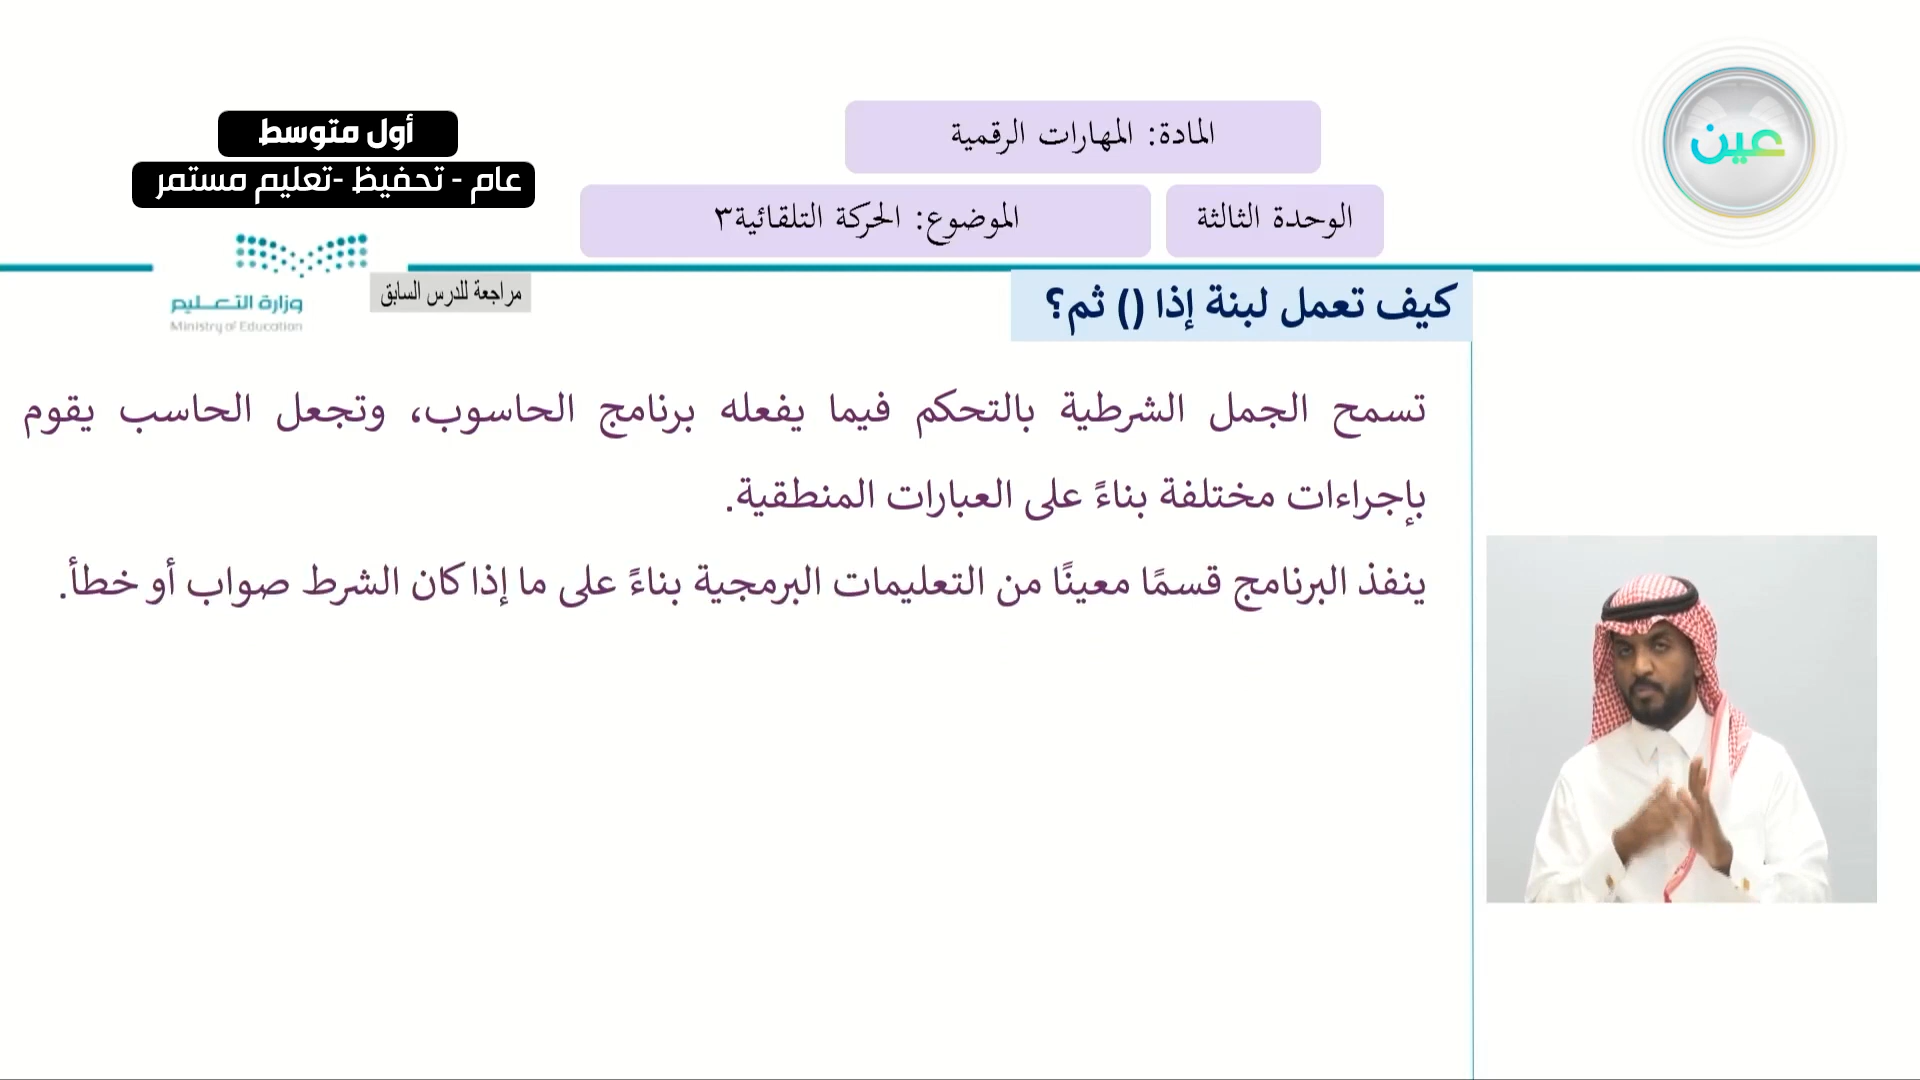 عين
المادة: المهارات الرقمية
أول متوسط
عام - تحفيظ -تعليم مستمر
الوحدة الثالثة
الموضوع: الحركة التلقائية٣
وزارة التعليم
Ministry of Education
مراجعة للدرس السابق
كيف تعمل لبنة إذا () ثم؟
تسمح الجمل الشرطية بالتحكم فيما يفعله برنامج الحاسوب، وتجعل الحاسب يقوم
بإجراءات مختلفة بناءً على العبارات المنطقية.
ينفذ البرنامج قسمًا معينًا من التعليمات البرمجية بناءً على ما إذا كان الشرط صواب أو خطأ.